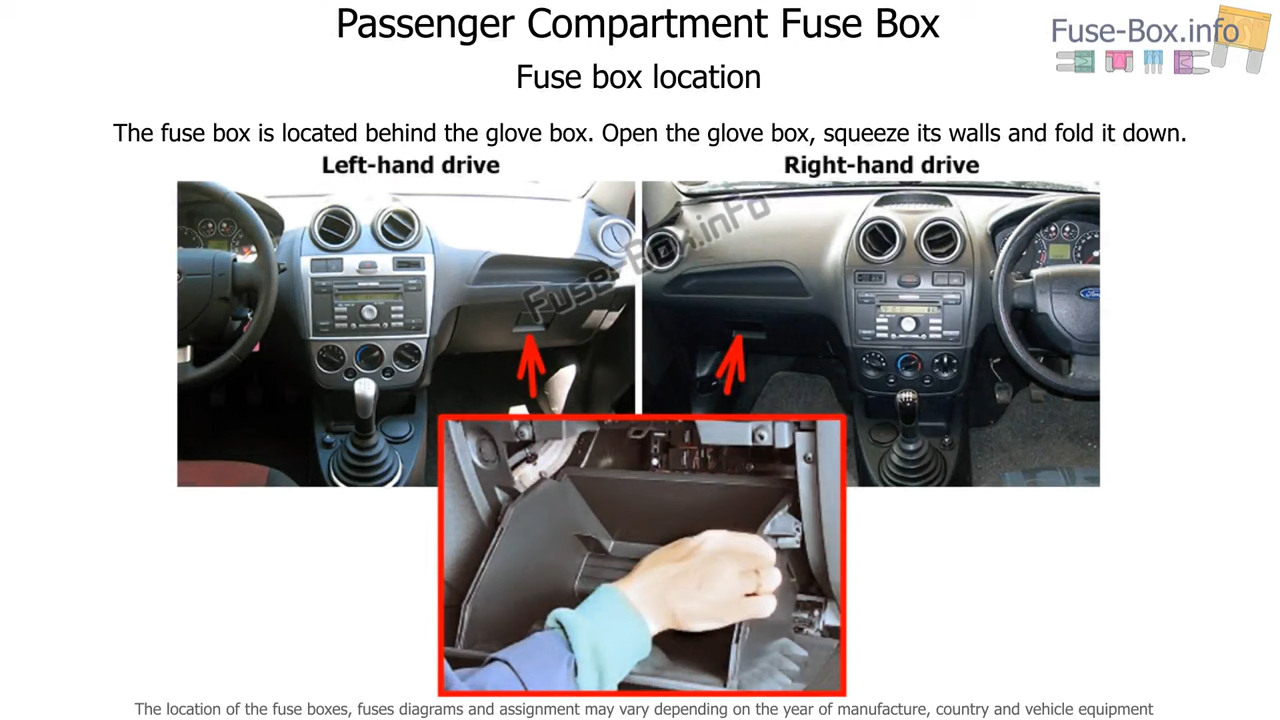 Passenger Compartment Fuse Box
Fuse-Box.info
Fuse box location
The fuse box is located behind the glove box. Open the glove box, squeeze its walls and fold it down.
Left-hand drive
Right-hand drive
Fuse-Box.info
Ford
The location of the fuse boxes, fuses diagrams and assignment may vary depending on the year of manufacture, country and vehicle equipment